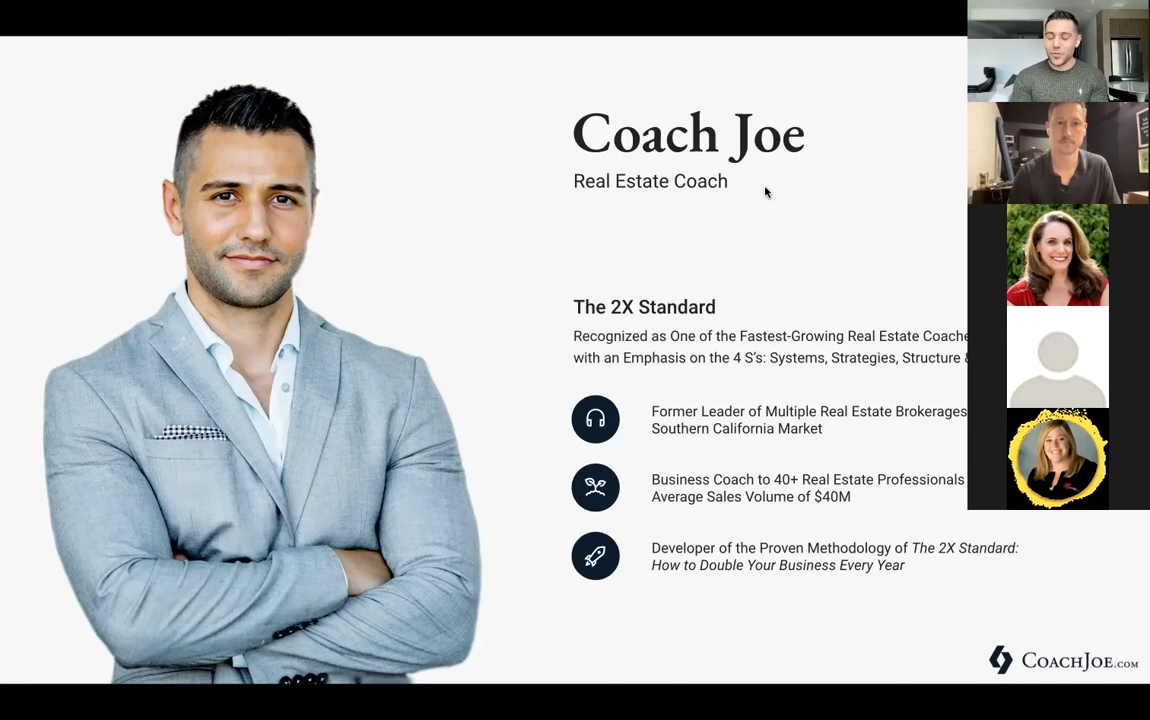 Coach Joe
Real Estate Coach
The 2X Standard
Recognized as One of the Fastest-Growing Real Estate
with an Emphasis on the 4 S's: Systems, Strategies, Structure
Former Leader of Multiple Real Estate Brokerages
Southern California Market
Business Coach to 40+ Real Estate Professionals
Average Sales Volume of $40M
Developer of the Proven Methodology of The 2X Standard:
How to Double Your Business Every Year
COACHJOE.COM